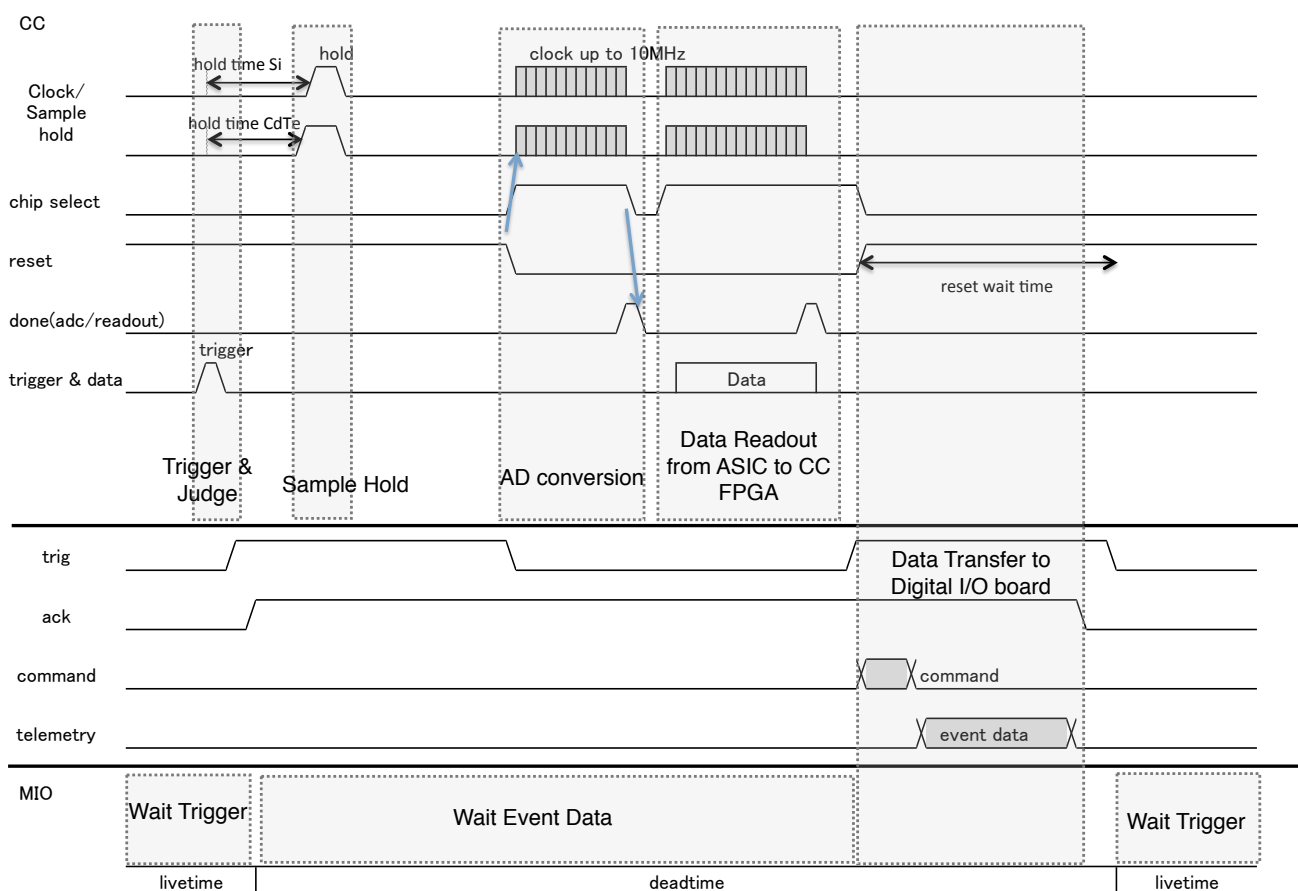 CC
hold
hold time Si
clock up to 10MHz
Clock/
Sample
hold
hold time CdTe
chip select
reset
reset wait time
done(adc/readout)
trigger
trigger & data
Data
Trigger &
Judge
Sample Hold
AD conversion
Data Readout
from ASIC to CC
FPGA
trig
Data Transfer to
Digital I/O board
ack
command
command
telemetry
event data
MIO
Wait Trigger
Wait Event Data
Wait Trigger
livetime
deadtime
livetime